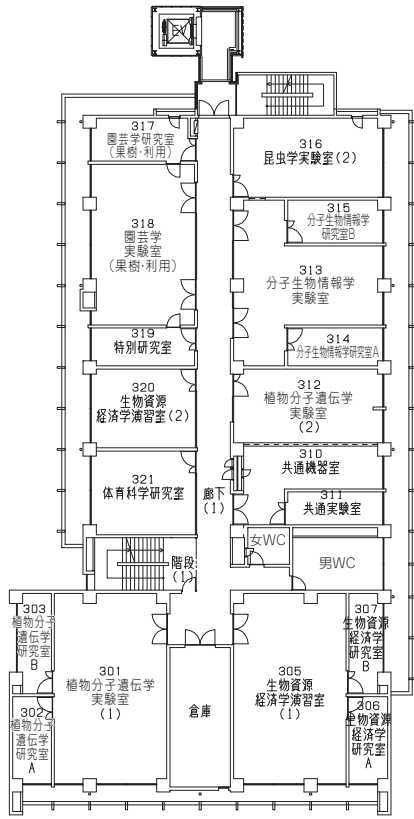 EV
317
園芸学研究室
(果樹・利用)
316
昆虫学実験室(2)
315
分子生物情報学
研究室B
318
園芸学
実験室
(果樹・利用)
313
分子生物情報学
実験室
319
特別研究室
314
分子生物情報学研究室A
320
生物資源
経済学演習室(2)
312
植物分子遺伝学
実験室
(2)
310
共通機器室
321
体育科学研究室
廊下
(1)
311
共通実験室
女WC
男WC
階段
(1)
303
植物分子
遺伝学
研究室
B
301
植物分子遺伝学
実験室
(1)
302
植物分子
遺伝学
研究室
A
倉庫
305
生物資源
経済学演習室
(1)
307
生物資源
経済学
研究室
B
306
生物資源
経済学
研究室
A